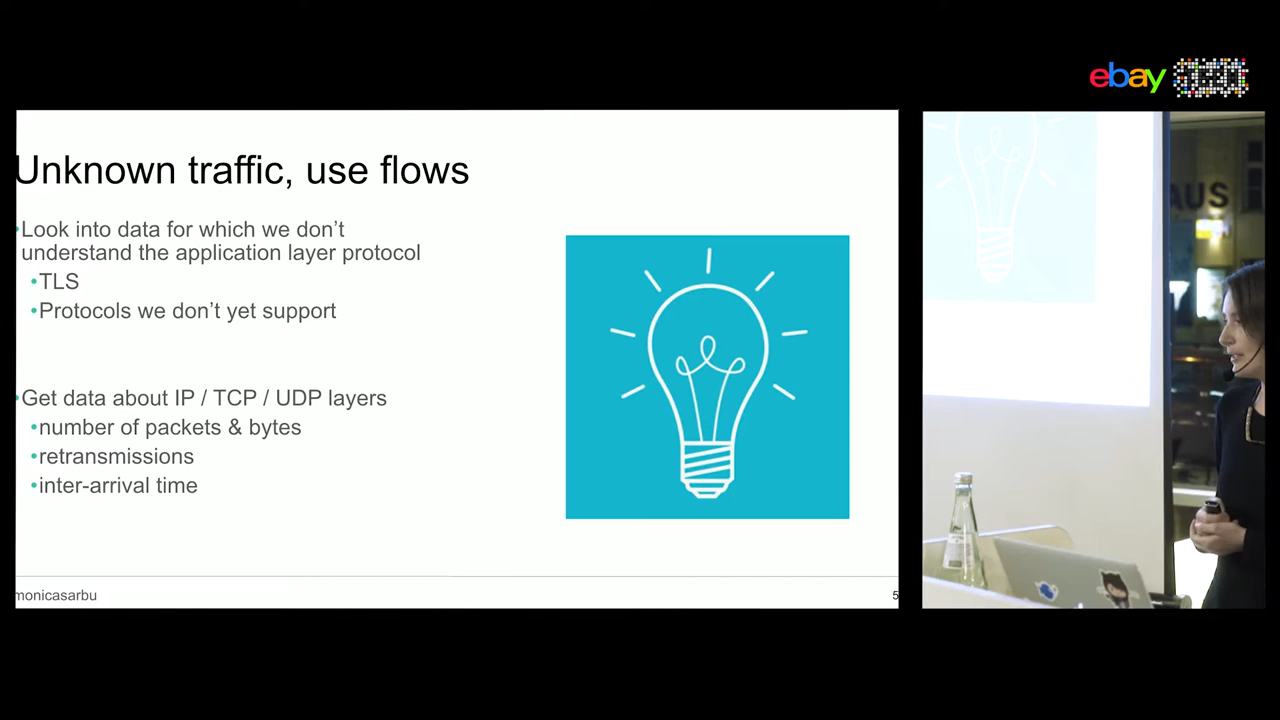 ebay
Unknown traffic, use flows
•Look into data for which we don’t
understand the application layer protocol
•TLS
•Protocols we don’t yet support
•Get data about IP / TCP / UDP layers
•number of packets & bytes
•retransmissions
•inter-arrival time
monicasarbu
5
AUS